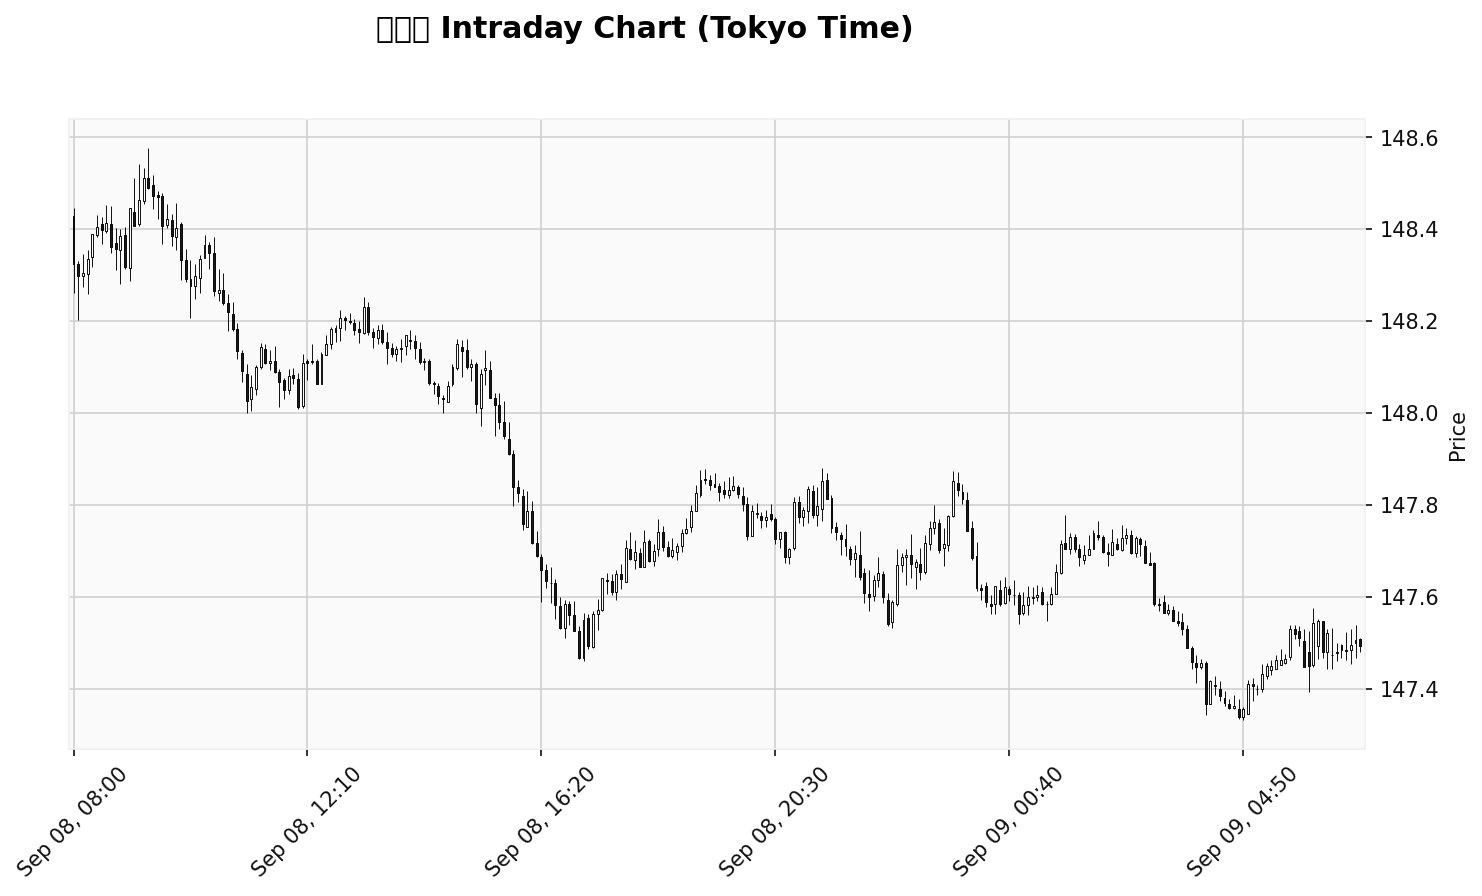 Intraday Chart (Tokyo Time)
148.6
148.4
148.2
148.0
147.8
147.6
147.4
Price
Sep 08, 08:00
Sep 08, 12:10
Sep 08, 16:20
Sep 08, 20:30
Sep 09, 00:40
Sep 09, 04:50